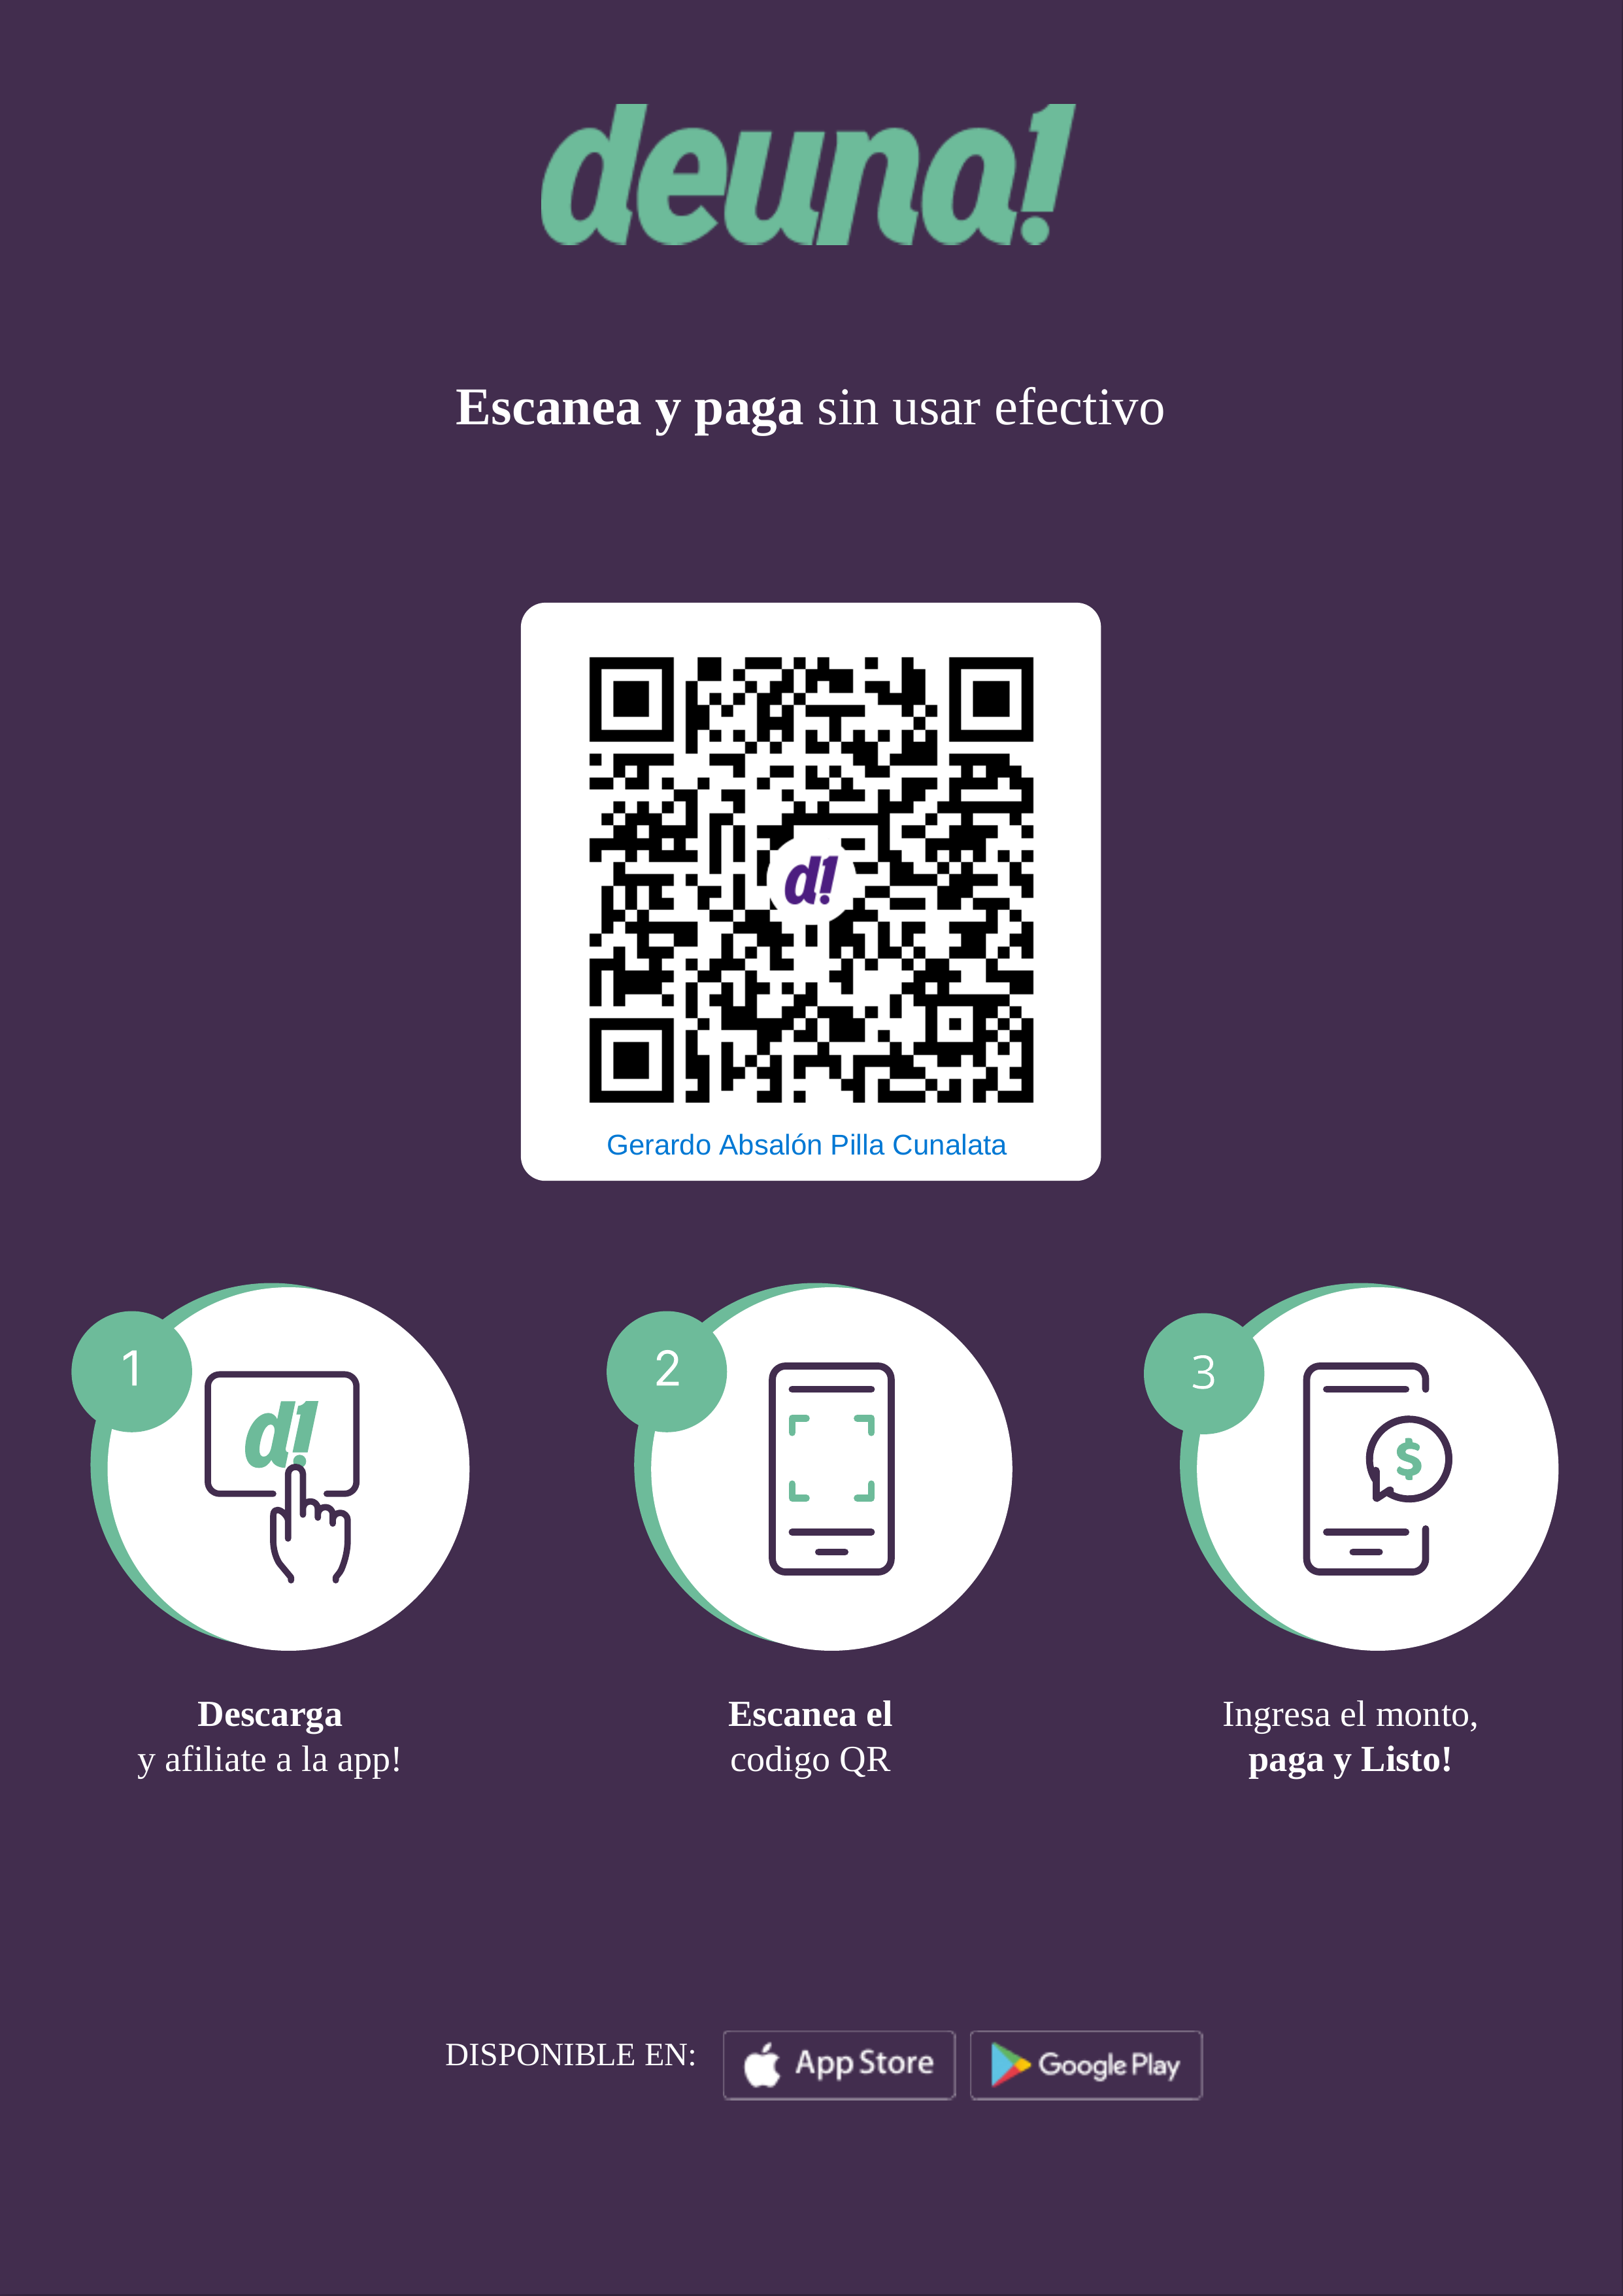 deuna!
Escanea y paga sin usar efectivo
d!
Gerardo Absalón Pilla Cunalata
1
d!
2
3
$
Descarga
y afiliate a la app!
Escanea el
codigo QR
Ingresa el monto,
paga y Listo!
DISPONIBLE EN:
App Store
Google Play